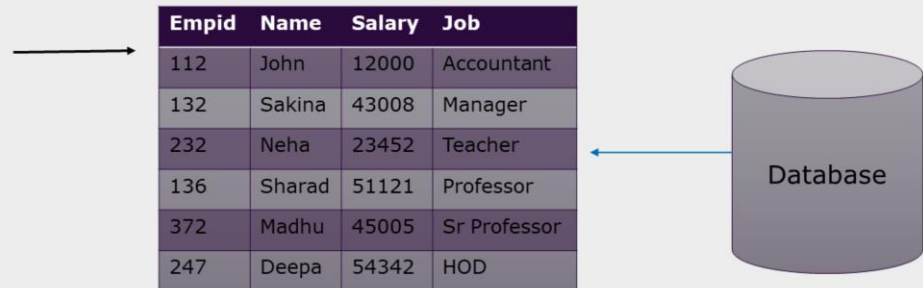 Empid Name Salary Job
112 John 12000 Accountant
132 Sakina 43008 Manager
232 Neha 23452 Teacher
136 Sharad 51121 Professor
372 Madhu 45005 Sr Professor
247 Deepa 54342 HOD
Database